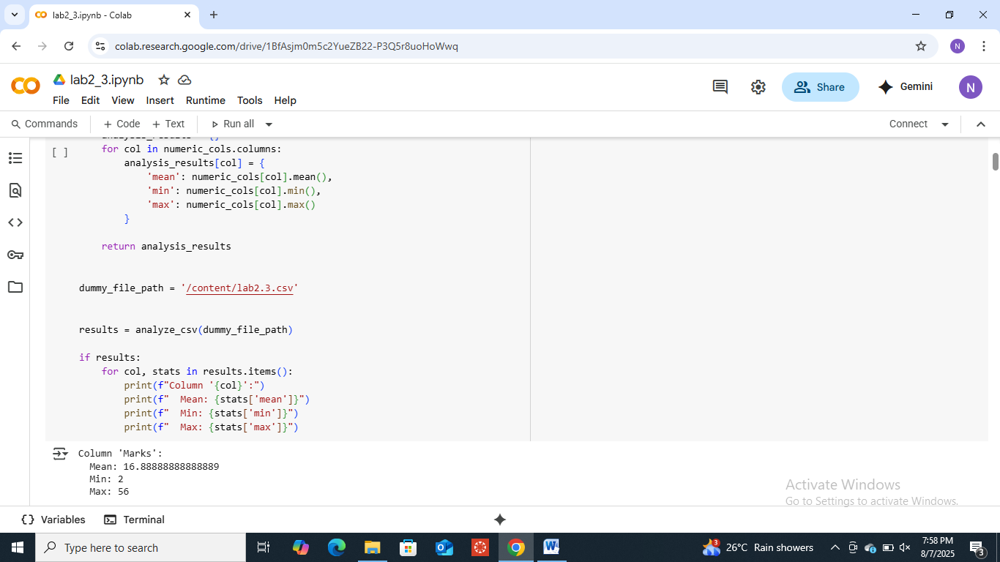 lab2_3.ipynb - Colab
colab.research.google.com/drive/1BfAsjm0m5c2YueZB22-P3Q5r8uoHoWwq
N
lab2_3.ipynb
File Edit View Insert Runtime Tools Help
Share
Gemini
N
Commands + Code + Text Run all
Connect
analysis_results = {}
[ ]
for col in numeric_cols.columns:
analysis_results[col] = {
'mean': numeric_cols[col].mean(),
'min': numeric_cols[col].min(),
'max': numeric_cols[col].max()
}
return analysis_results
dummy_file_path = '/content/lab2.3.csv'
results = analyze_csv(dummy_file_path)
if results:
for col, stats in results.items():
print(f"Column '{col}':")
print(f"  Mean: {stats['mean']}")
print(f"  Min: {stats['min']}")
print(f"  Max: {stats['max']}")
Column 'Marks':
Mean: 16.88888888888889
Min: 2
Max: 56
Activate Windows
Go to Settings to activate Windows.
{} Variables Terminal
Type here to search
3
26°C Rain showers
7:58 PM
8/7/2025
3